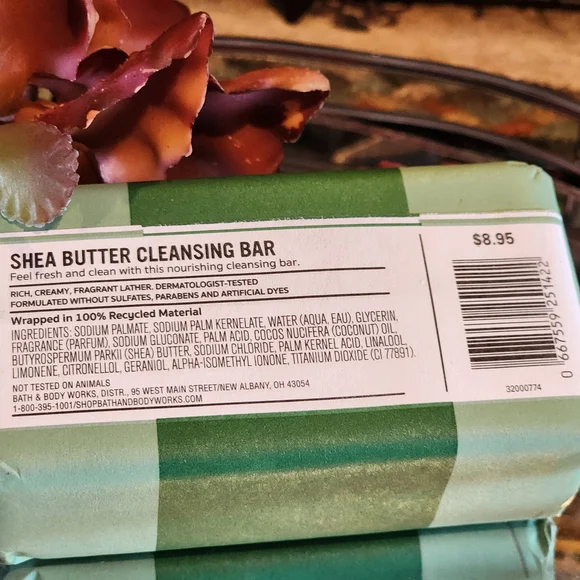 SHEA BUTTER CLEANSING BAR
Feel fresh and clean with this nourishing cleansing bar.
RICH, CREAMY, FRAGRANT LATHER. DERMATOLOGIST-TESTED
FORMULATED WITHOUT SULFATES, PARABENS AND ARTIFICIAL DYES
Wrapped in 100% Recycled Material
INGREDIENTS: SODIUM PALMATE, SODIUM PALM KERNELATE, WATER (AQUA, EAU), GLYCERIN,
FRAGRANCE (PARFUM), SODIUM GLUCONATE, PALM ACID, COCOS NUCIFERA (COCONUT) OIL,
BUTYROSPERMUM PARKII (SHEA) BUTTER, SODIUM CHLORIDE, PALM KERNEL ACID, LINALOOL,
LIMONENE, CITRONELLOL, GERANIOL, ALPHA-ISOMETHYL IONONE, TITANIUM DIOXIDE (CI 77891).
NOT TESTED ON ANIMALS
BATH & BODY WORKS, DISTR., 95 WEST MAIN STREET/NEW ALBANY, OH 43054
1-800-395-1001/SHOPBATHANDBODYWORKS.COM
$8.95
0 667559 251422
32000774